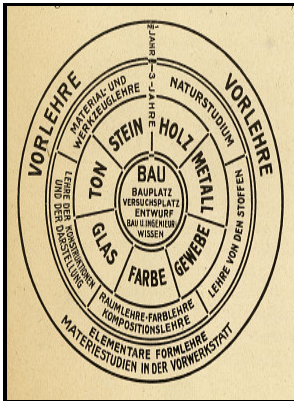 VORLEHRE
VORLEHRE
½ JAHR
3 JAHRE
MATERIAL- UND
WERKZEUGLEHRE
NATURSTUDIUM
LEHRE VON DEN STOFFEN
RAUMLEHRE·FARBLEHRE
KOMPOSITIONSLEHRE
LEHRE DER KONSTRUKTIONEN
UND DER DARSTELLUNG
STEIN
HOLZ
METALL
GEWEBE
FARBE
GLAS
TON
BAU
BAUPLATZ
VERSUCHSPLATZ
ENTWURF
BAU U.INGENIEUR
WISSEN
ELEMENTARE FORMLEHRE
MATERIESTUDIEN IN DER VORWERKSTATT